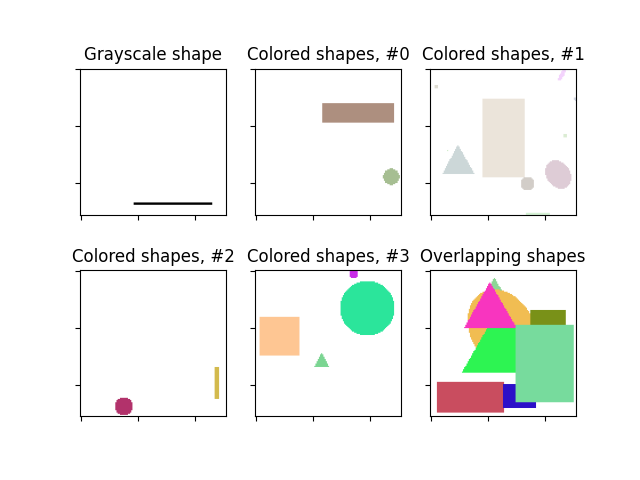 Grayscale shape
Colored shapes, #0
Colored shapes, #1
Colored shapes, #2
Colored shapes, #3
Overlapping shapes